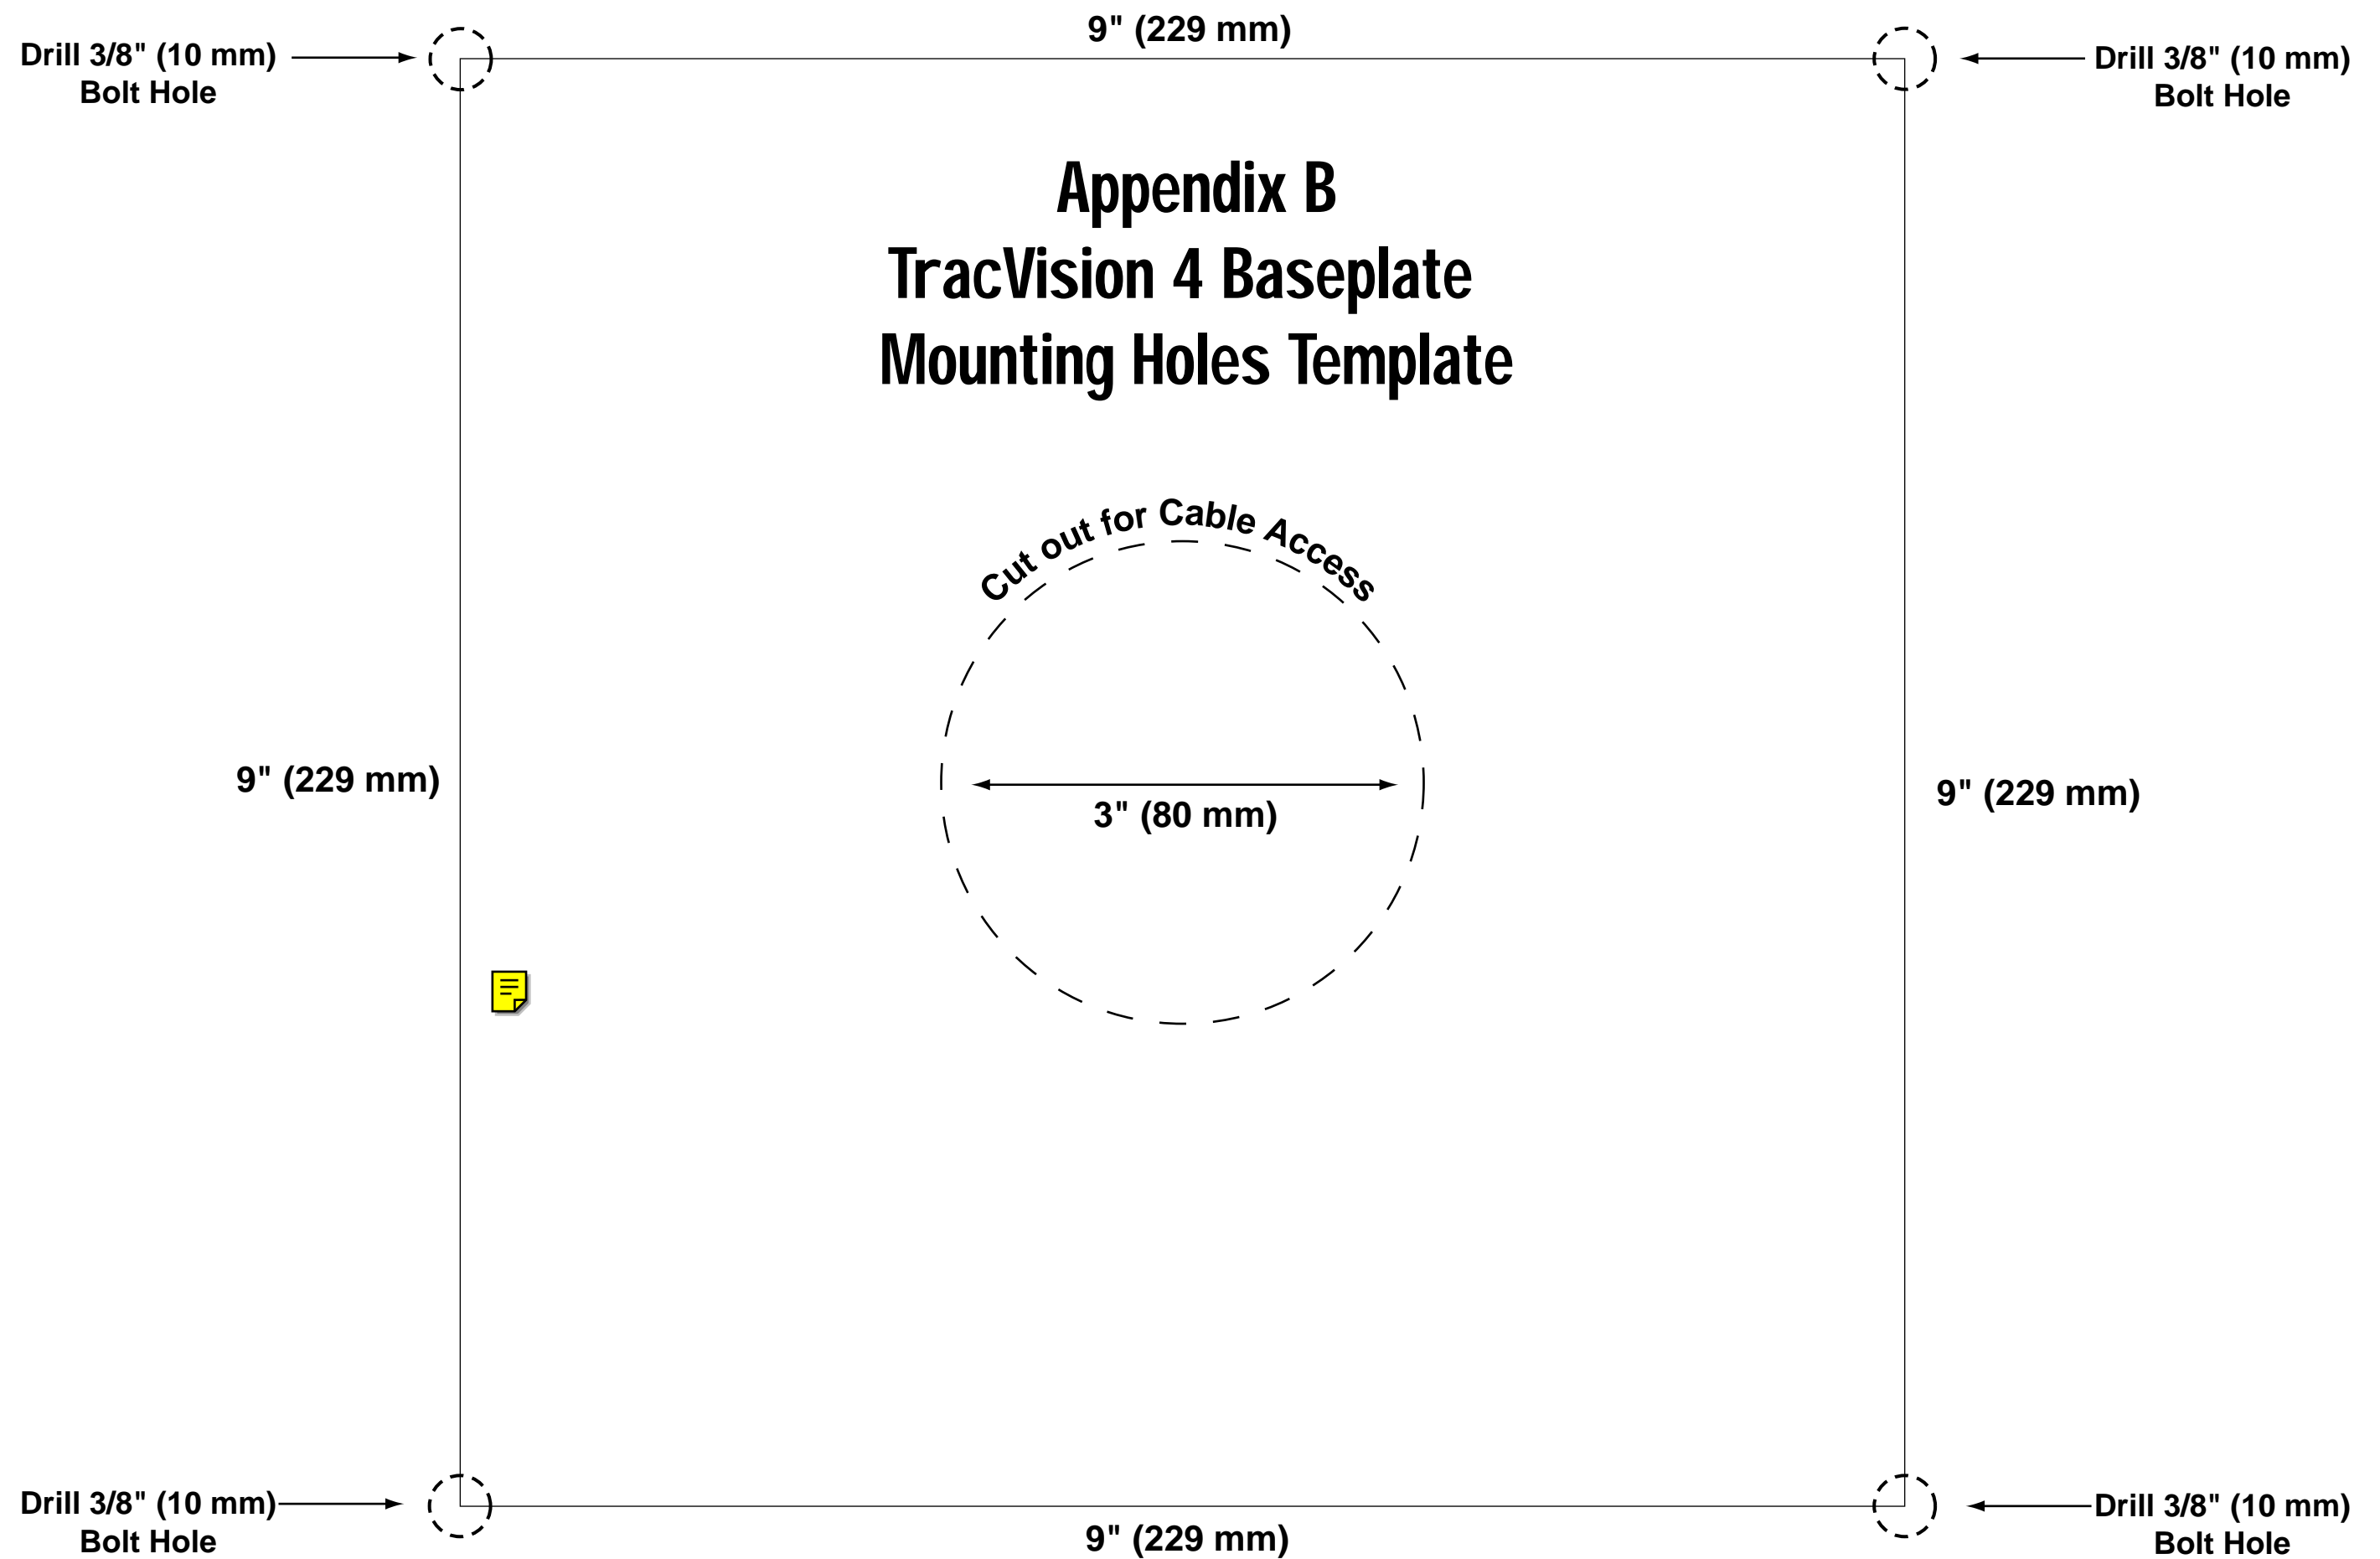 9" (229 mm)
Drill 3/8" (10 mm)
Bolt Hole
Drill 3/8" (10 mm)
Bolt Hole
Appendix B
TracVision 4 Baseplate
Mounting Holes Template
Cut out for Cable Access
9" (229 mm)
3" (80 mm)
9" (229 mm)
Drill 3/8" (10 mm)
Bolt Hole
9" (229 mm)
Drill 3/8" (10 mm)
Bolt Hole